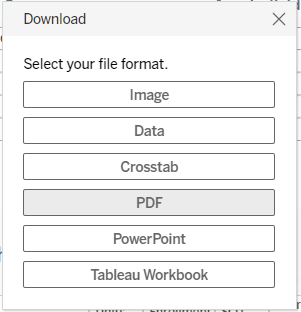 Download
Select your file format.
Image
Data
Crosstab
PDF
PowerPoint
Tableau Workbook